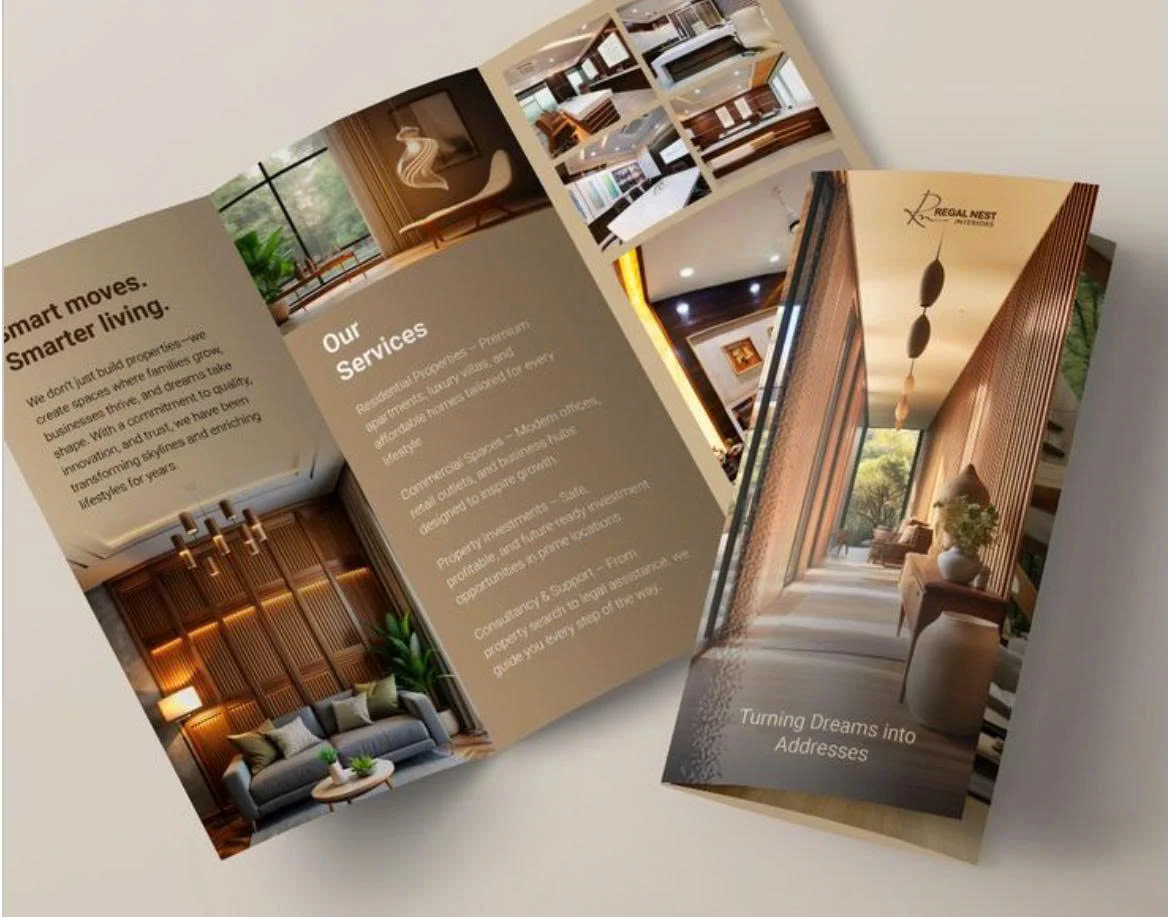 smart moves.
Smarter living.
We don't just build properties—we
create spaces where families grow,
businesses thrive, and dreams take
shape. With a commitment to quality,
innovation, and trust, we have been
transforming skylines and enriching
lifestyles for years.
Our
Services
Residential Properties – Premium
apartments, luxury villas, and
affordable homes tailored for every
lifestyle.
Commercial Spaces – Modern offices,
retail outlets, and business hubs
designed to inspire growth.
Property Investments – Safe,
profitable, and future-ready investment
opportunities in prime locations.
Consultancy & Support – From
property search to legal assistance, we
guide you every step of the way.
Rn REGAL NEST
INTERIORS
Turning Dreams into
Addresses